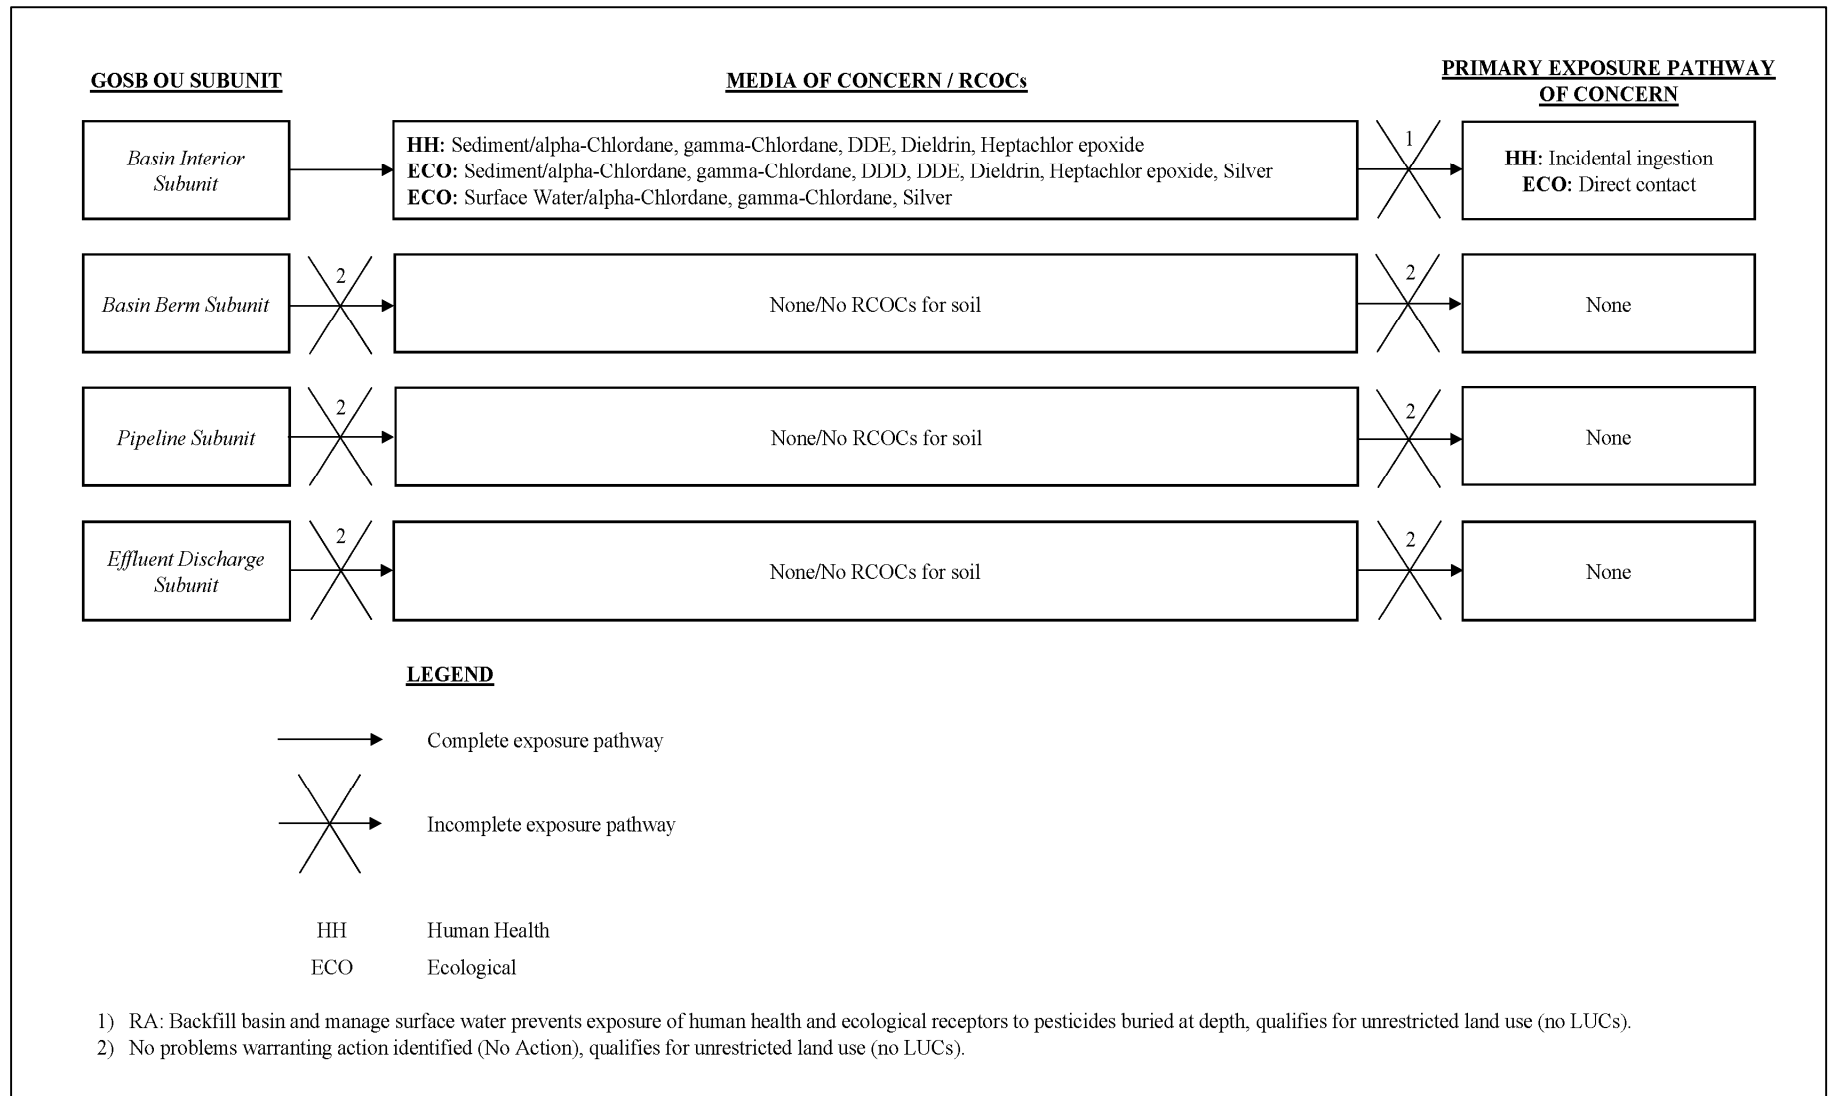 GOSB OU SUBUNIT
MEDIA OF CONCERN / RCOCs
PRIMARY EXPOSURE PATHWAY
OF CONCERN
Basin Interior
Subunit
HH: Sediment/alpha-Chlordane, gamma-Chlordane, DDE, Dieldrin, Heptachlor epoxide
ECO: Sediment/alpha-Chlordane, gamma-Chlordane, DDD, DDE, Dieldrin, Heptachlor epoxide, Silver
ECO: Surface Water/alpha-Chlordane, gamma-Chlordane, Silver
1
HH: Incidental ingestion
ECO: Direct contact
Basin Berm Subunit
2
None/No RCOCs for soil
2
None
Pipeline Subunit
2
None/No RCOCs for soil
2
None
Effluent Discharge
Subunit
2
None/No RCOCs for soil
2
None
LEGEND
Complete exposure pathway
Incomplete exposure pathway
HH Human Health
ECO Ecological
1) RA: Backfill basin and manage surface water prevents exposure of human health and ecological receptors to pesticides buried at depth, qualifies for unrestricted land use (no LUCs).
2) No problems warranting action identified (No Action), qualifies for unrestricted land use (no LUCs).